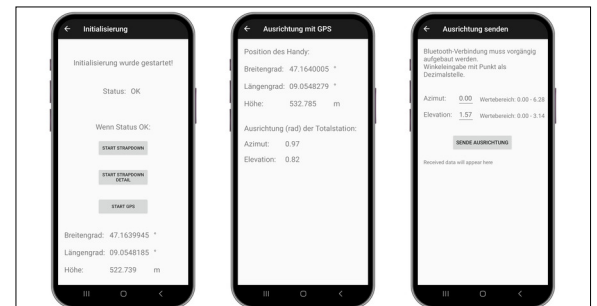 Initialisierung
Initialisierung wurde gestartet!
Status: OK
Wenn Status OK:
START STRAPDOWN
START STRAPDOWN
DETAIL
START GPS
Breitengrad: 47.1639945 °
Längengrad: 09.0548185 °
Höhe: 522.739 m
Ausrichtung mit GPS
Position des Handy:
Breitengrad: 47.1640005 °
Längengrad: 09.0548279 °
Höhe: 532.785 m
Ausrichtung (rad) der Totalstation:
Azimut: 0.97
Elevation: 0.82
Ausrichtung senden
Bluetooth-Verbindung muss vorgängig
aufgebaut werden.
Winkeleingabe mit Punkt als
Dezimalstelle.
Azimut: 0.00 Wertebereich: 0.00 - 6.28
Elevation: 1.57 Wertebereich: 0.00 - 3.14
SENDE AUSRICHTUNG
Received data will appear here